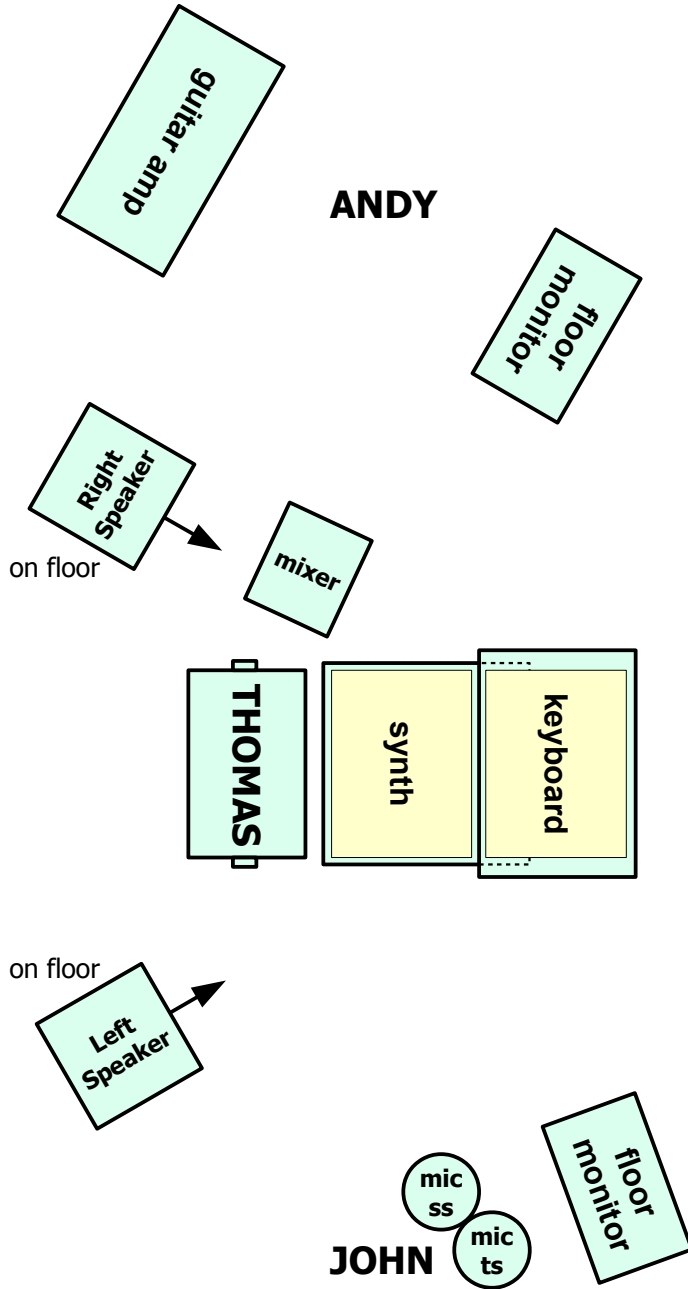 guitar amp
ANDY
floor
monitor
Right
Speaker
on floor
mixer
THOMAS
synth
keyboard
on floor
Left
Speaker
mic
ss
mic
ts
JOHN
floor
monitor